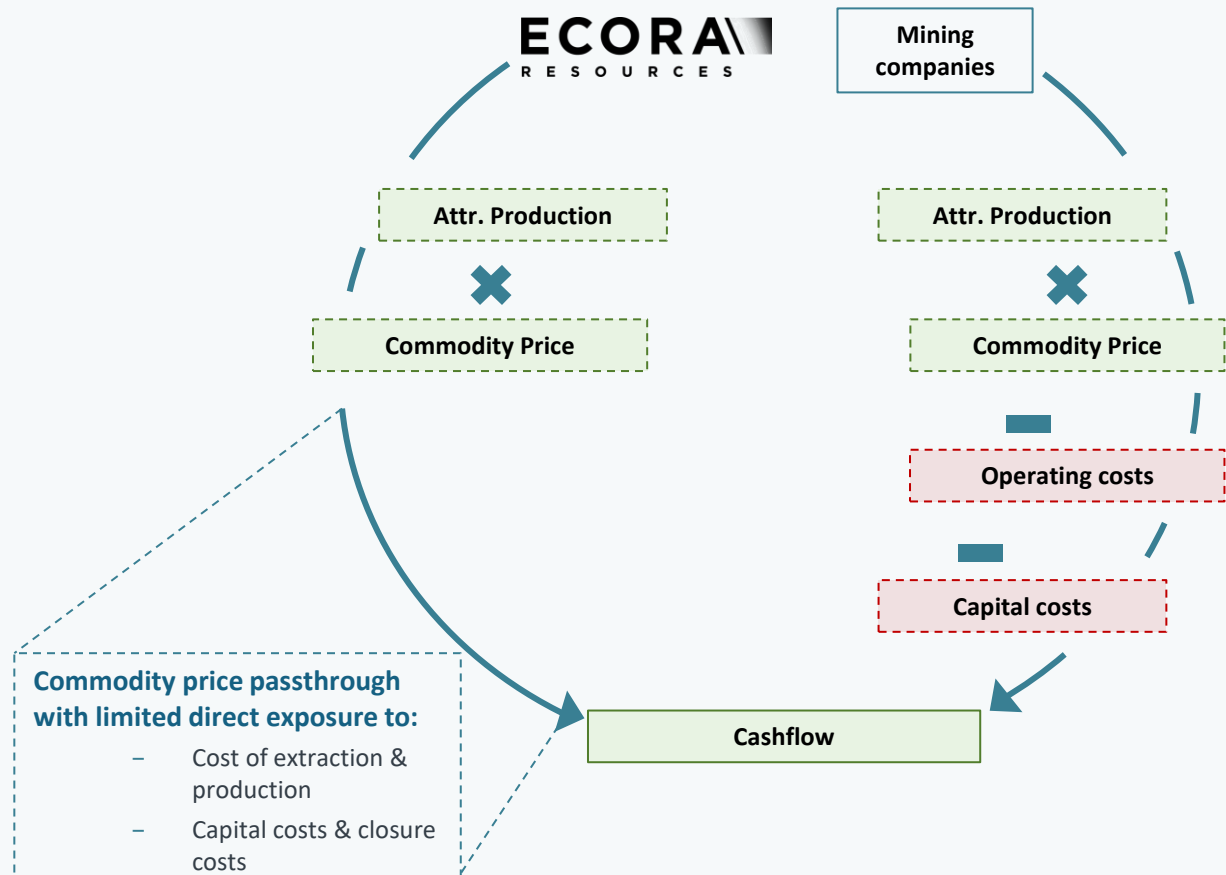 ECORA
RESOURCES
Mining
companies
Attr. Production
Attr. Production
Commodity Price
Commodity Price
Operating costs
Capital costs
Commodity price passthrough
with limited direct exposure to:
– Cost of extraction &
production
– Capital costs & closure
costs
Cashflow